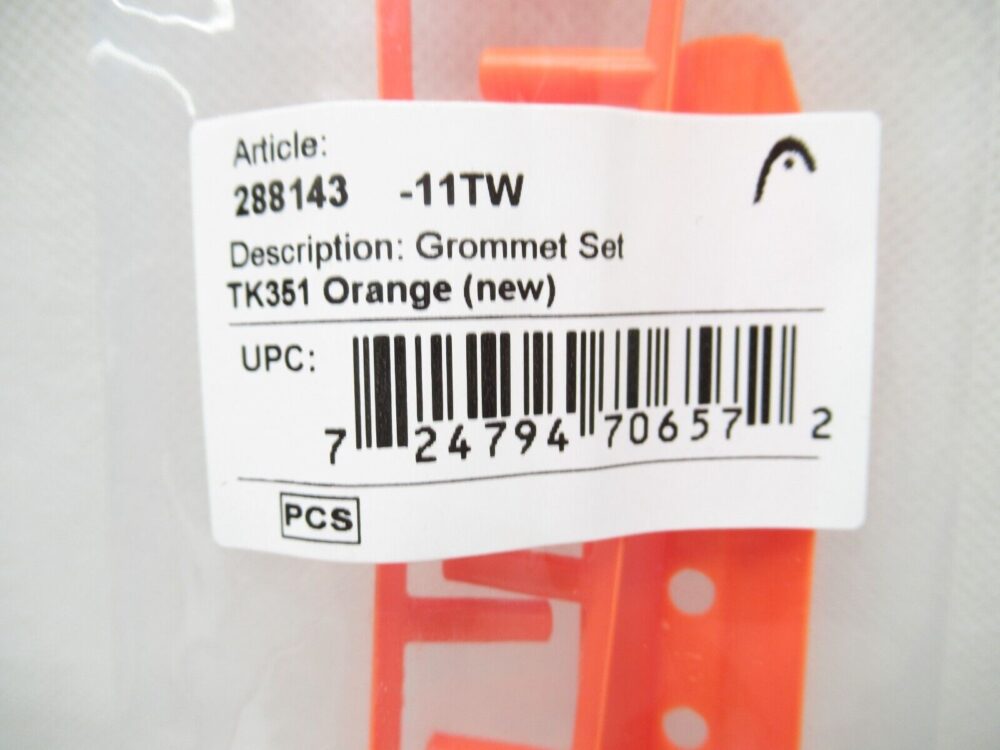 Article:
288143 -11TW
Description: Grommet Set
TK351 Orange (new)
UPC:
7 24794 70657 2
PCS